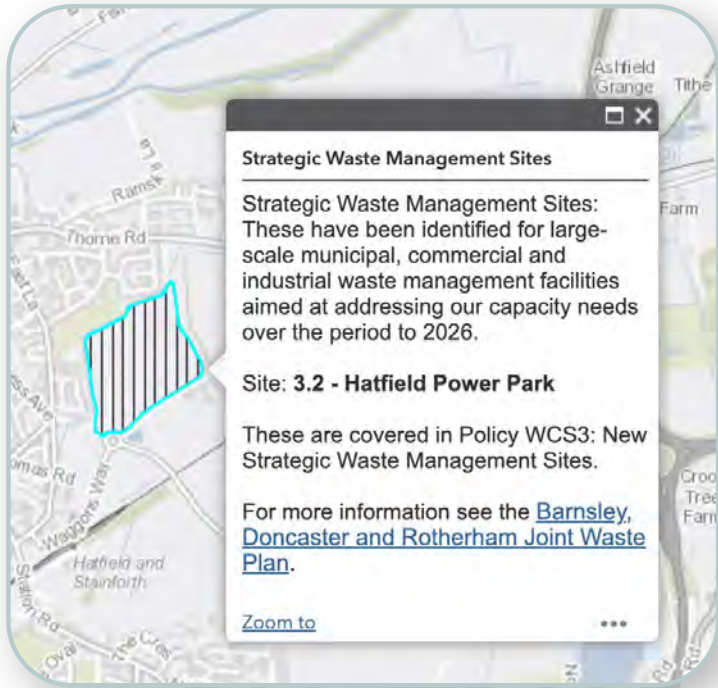 Ashfield
Grange
Tithe
Farm
Thorne Rd
Strategic Waste Management Sites
Strategic Waste Management Sites:
These have been identified for large-
scale municipal, commercial and
industrial waste management facilities
aimed at addressing our capacity needs
over the period to 2026.
Site: 3.2 - Hatfield Power Park
These are covered in Policy WCS3: New
Strategic Waste Management Sites.
For more information see the Barnsley,
Doncaster and Rotherham Joint Waste
Plan.
Zoom to
Waggons Way
Hatfield and
Stainforth
Station Rd
Oval
Tree
Farm
Rd